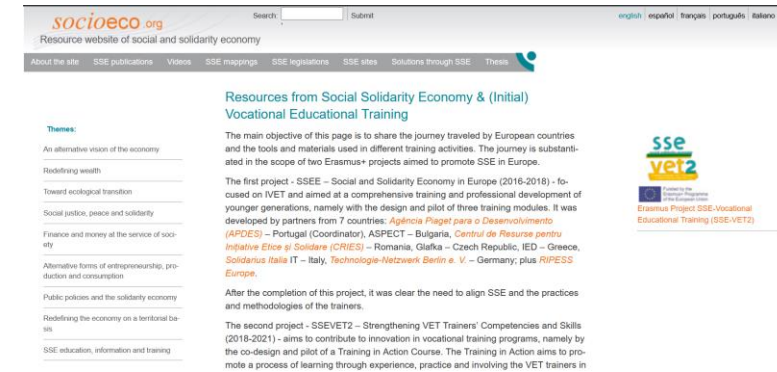 socioeco.org
Search:
Submit
english español français português italiano
Resource website of social and solidarity economy
About the site SSE publications Videos SSE mappings SSE legislations SSE sites Solutions through SSE Thesis
Themes:
An alternative vision of the economy
Redefining wealth
Toward ecological transition
Social justice, peace and solidarity
Finance and money at the service of soci-
ety
Alternative forms of entrepreneurship, pro-
duction and consumption
Public policies and the solidarity economy
Redefining the economy on a territorial ba-
sis
SSE education, information and training
Resources from Social Solidarity Economy & (Initial)
Vocational Educational Training
The main objective of this page is to share the journey traveled by European countries
and the tools and materials used in different training activities. The journey is substanti-
ated in the scope of two Erasmus+ projects aimed to promote SSE in Europe.
The first project - SSEE – Social and Solidarity Economy in Europe (2016-2018) - fo-
cused on IVET and aimed at a comprehensive training and professional development of
younger generations, namely with the design and pilot of three training modules. It was
developed by partners from 7 countries: Agência Piaget para o Desenvolvimento
(APDES) – Portugal (Coordinator), ASPECT – Bulgaria, Centrul de Resurse pentru
Inițiative Etice și Solidare (CRIES) – Romania, Glafka – Czech Republic, IED – Greece,
Solidarius Italia IT – Italy, Technologie-Netzwerk Berlin e. V. – Germany; plus RIPESS
Europe.
After the completion of this project, it was clear the need to align SSE and the practices
and methodologies of the trainers.
The second project - SSEVET2 – Strengthening VET Trainers' Competencies and Skills
(2018-2021) - aims to contribute to innovation in vocational training programs, namely by
the co-design and pilot of a Training in Action Course. The Training in Action aims to pro-
mote a process of learning through experience, practice and involving the VET trainers in
sse
vet2
Funded by the
Erasmus+ Programme
of the European Union
Erasmus Project SSE-Vocational
Educational Training (SSE-VET2)